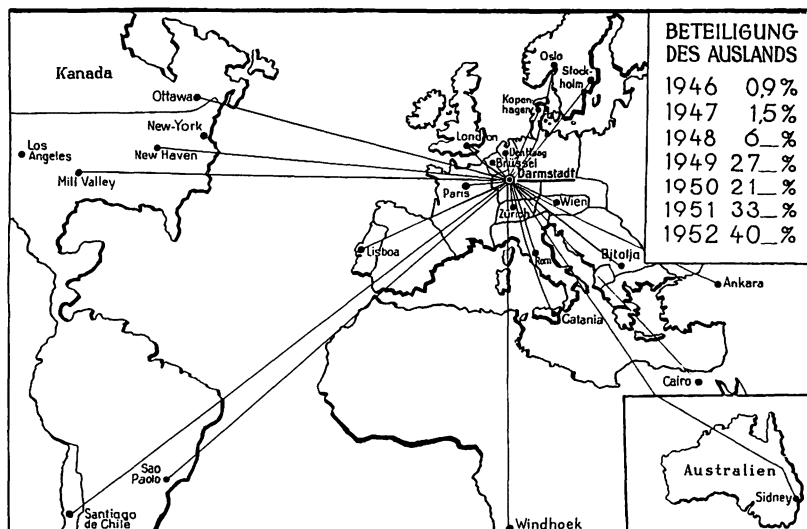 BETEILIGUNG
DES AUSLANDS
1946 0,9%
1947 1,5%
1948 6_%
1949 27_%
1950 21_%
1951 33_%
1952 40_%
Kanada
Ottawa
New-York
Los
Angeles
New Haven
Mill Valley
Oslo
Stock-
holm
Kopen-
hagen
London
Den Haag
Brüssel
Darmstadt
Paris
Zürich
Wien
Lisboa
Rom
Bitolja
Ankara
Catania
Cairo
Sao
Paolo
Santiago
de Chile
Windhoek
Australien
Sidney